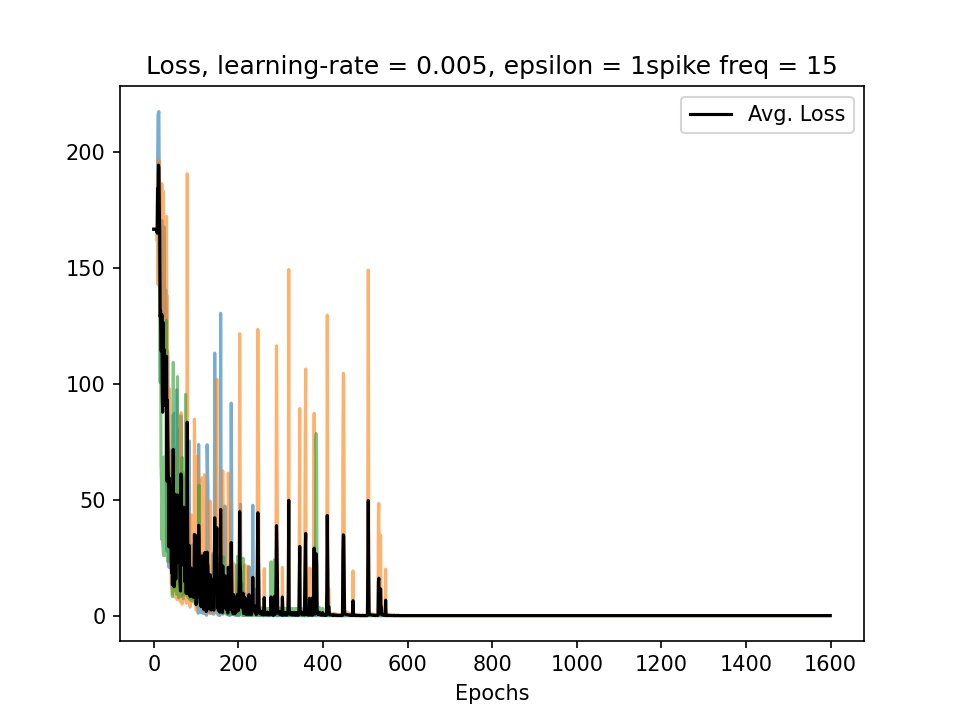 Loss, learning-rate = 0.005, epsilon = 1spike freq = 15
Avg. Loss
200
150
100
50
0
0 200 400 600 800 1000 1200 1400 1600
Epochs